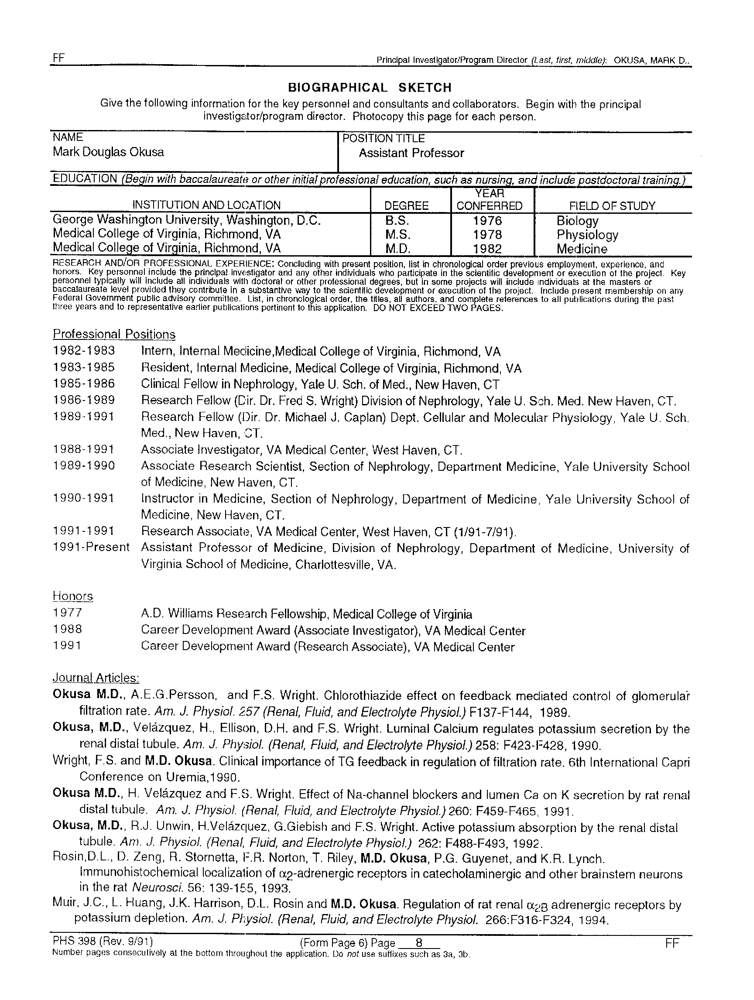 FF
Principal Investigator/Program Director (Last, first, middle): OKUSA, MARK D..
BIOGRAPHICAL SKETCH
Give the following information for the key personnel and consultants and collaborators. Begin with the principal
investigator/program director. Photocopy this page for each person.
NAME
POSITION TITLE
Mark Douglas Okusa
Assistant Professor
EDUCATION (Begin with baccalaureate or other initial professional education, such as nursing, and include postdoctoral training.)
INSTITUTION AND LOCATION DEGREE YEAR CONFERRED FIELD OF STUDY
George Washington University, Washington, D.C. B.S. 1976 Biology
Medical College of Virginia, Richmond, VA M.S. 1978 Physiology
Medical College of Virginia, Richmond, VA M.D. 1982 Medicine
RESEARCH AND/OR PROFESSIONAL EXPERIENCE: Concluding with present position, list in chronological order previous employment, experience, and
honors. Key personnel include the principal investigator and any other individuals who participate in the scientific development or execution of the project. Key
personnel typically will include all individuals with doctoral or other professional degrees, but in some projects will include individuals at the masters or
baccalaureate level provided they contribute in a substantive way to the scientific development or execution of the project. Include present membership on any
Federal Government public advisory committee. List, in chronological order, the titles, all authors, and complete references to all publications during the past
three years and to representative earlier publications pertinent to this application. DO NOT EXCEED TWO PAGES.
Professional Positions
1982-1983 Intern, Internal Medicine,Medical College of Virginia, Richmond, VA
1983-1985 Resident, Internal Medicine, Medical College of Virginia, Richmond, VA
1985-1986 Clinical Fellow in Nephrology, Yale U. Sch. of Med., New Haven, CT
1986-1989 Research Fellow (Dir. Dr. Fred S. Wright) Division of Nephrology, Yale U. Sch. Med. New Haven, CT.
1989-1991 Research Fellow (Dir. Dr. Michael J. Caplan) Dept. Cellular and Molecular Physiology, Yale U. Sch.
Med., New Haven, CT.
1988-1991 Associate Investigator, VA Medical Center, West Haven, CT.
1989-1990 Associate Research Scientist, Section of Nephrology, Department Medicine, Yale University School
of Medicine, New Haven, CT.
1990-1991 Instructor in Medicine, Section of Nephrology, Department of Medicine, Yale University School of
Medicine, New Haven, CT.
1991-1991 Research Associate, VA Medical Center, West Haven, CT (1/91-7/91).
1991-Present Assistant Professor of Medicine, Division of Nephrology, Department of Medicine, University of
Virginia School of Medicine, Charlottesville, VA.
Honors
1977 A.D. Williams Research Fellowship, Medical College of Virginia
1988 Career Development Award (Associate Investigator), VA Medical Center
1991 Career Development Award (Research Associate), VA Medical Center
Journal Articles:
Okusa M.D., A.E.G.Persson, and F.S. Wright. Chlorothiazide effect on feedback mediated control of glomerular
filtration rate. Am. J. Physiol. 257 (Renal, Fluid, and Electrolyte Physiol.) F137-F144, 1989.
Okusa, M.D., Velázquez, H., Ellison, D.H. and F.S. Wright. Luminal Calcium regulates potassium secretion by the
renal distal tubule. Am. J. Physiol. (Renal, Fluid, and Electrolyte Physiol.) 258: F423-F428, 1990.
Wright, F.S. and M.D. Okusa. Clinical importance of TG feedback in regulation of filtration rate. 6th International Capri
Conference on Uremia,1990.
Okusa M.D., H. Velázquez and F.S. Wright. Effect of Na-channel blockers and lumen Ca on K secretion by rat renal
distal tubule. Am. J. Physiol. (Renal, Fluid, and Electrolyte Physiol.) 260: F459-F465, 1991.
Okusa, M.D., R.J. Unwin, H.Velázquez, G.Giebish and F.S. Wright. Active potassium absorption by the renal distal
tubule. Am. J. Physiol. (Renal, Fluid, and Electrolyte Physiol.) 262: F488-F493, 1992.
Rosin,D.L., D. Zeng, R. Stornetta, F.R. Norton, T. Riley, M.D. Okusa, P.G. Guyenet, and K.R. Lynch.
Immunohistochemical localization of α2-adrenergic receptors in catecholaminergic and other brainstem neurons
in the rat Neurosci. 56: 139-155, 1993.
Muir, J.C., L. Huang, J.K. Harrison, D.L. Rosin and M.D. Okusa. Regulation of rat renal α2B adrenergic receptors by
potassium depletion. Am. J. Physiol. (Renal, Fluid, and Electrolyte Physiol. 266:F316-F324, 1994.
PHS 398 (Rev. 9/91) (Form Page 6) Page 8 FF
Number pages consecutively at the bottom throughout the application. Do not use suffixes such as 3a, 3b.